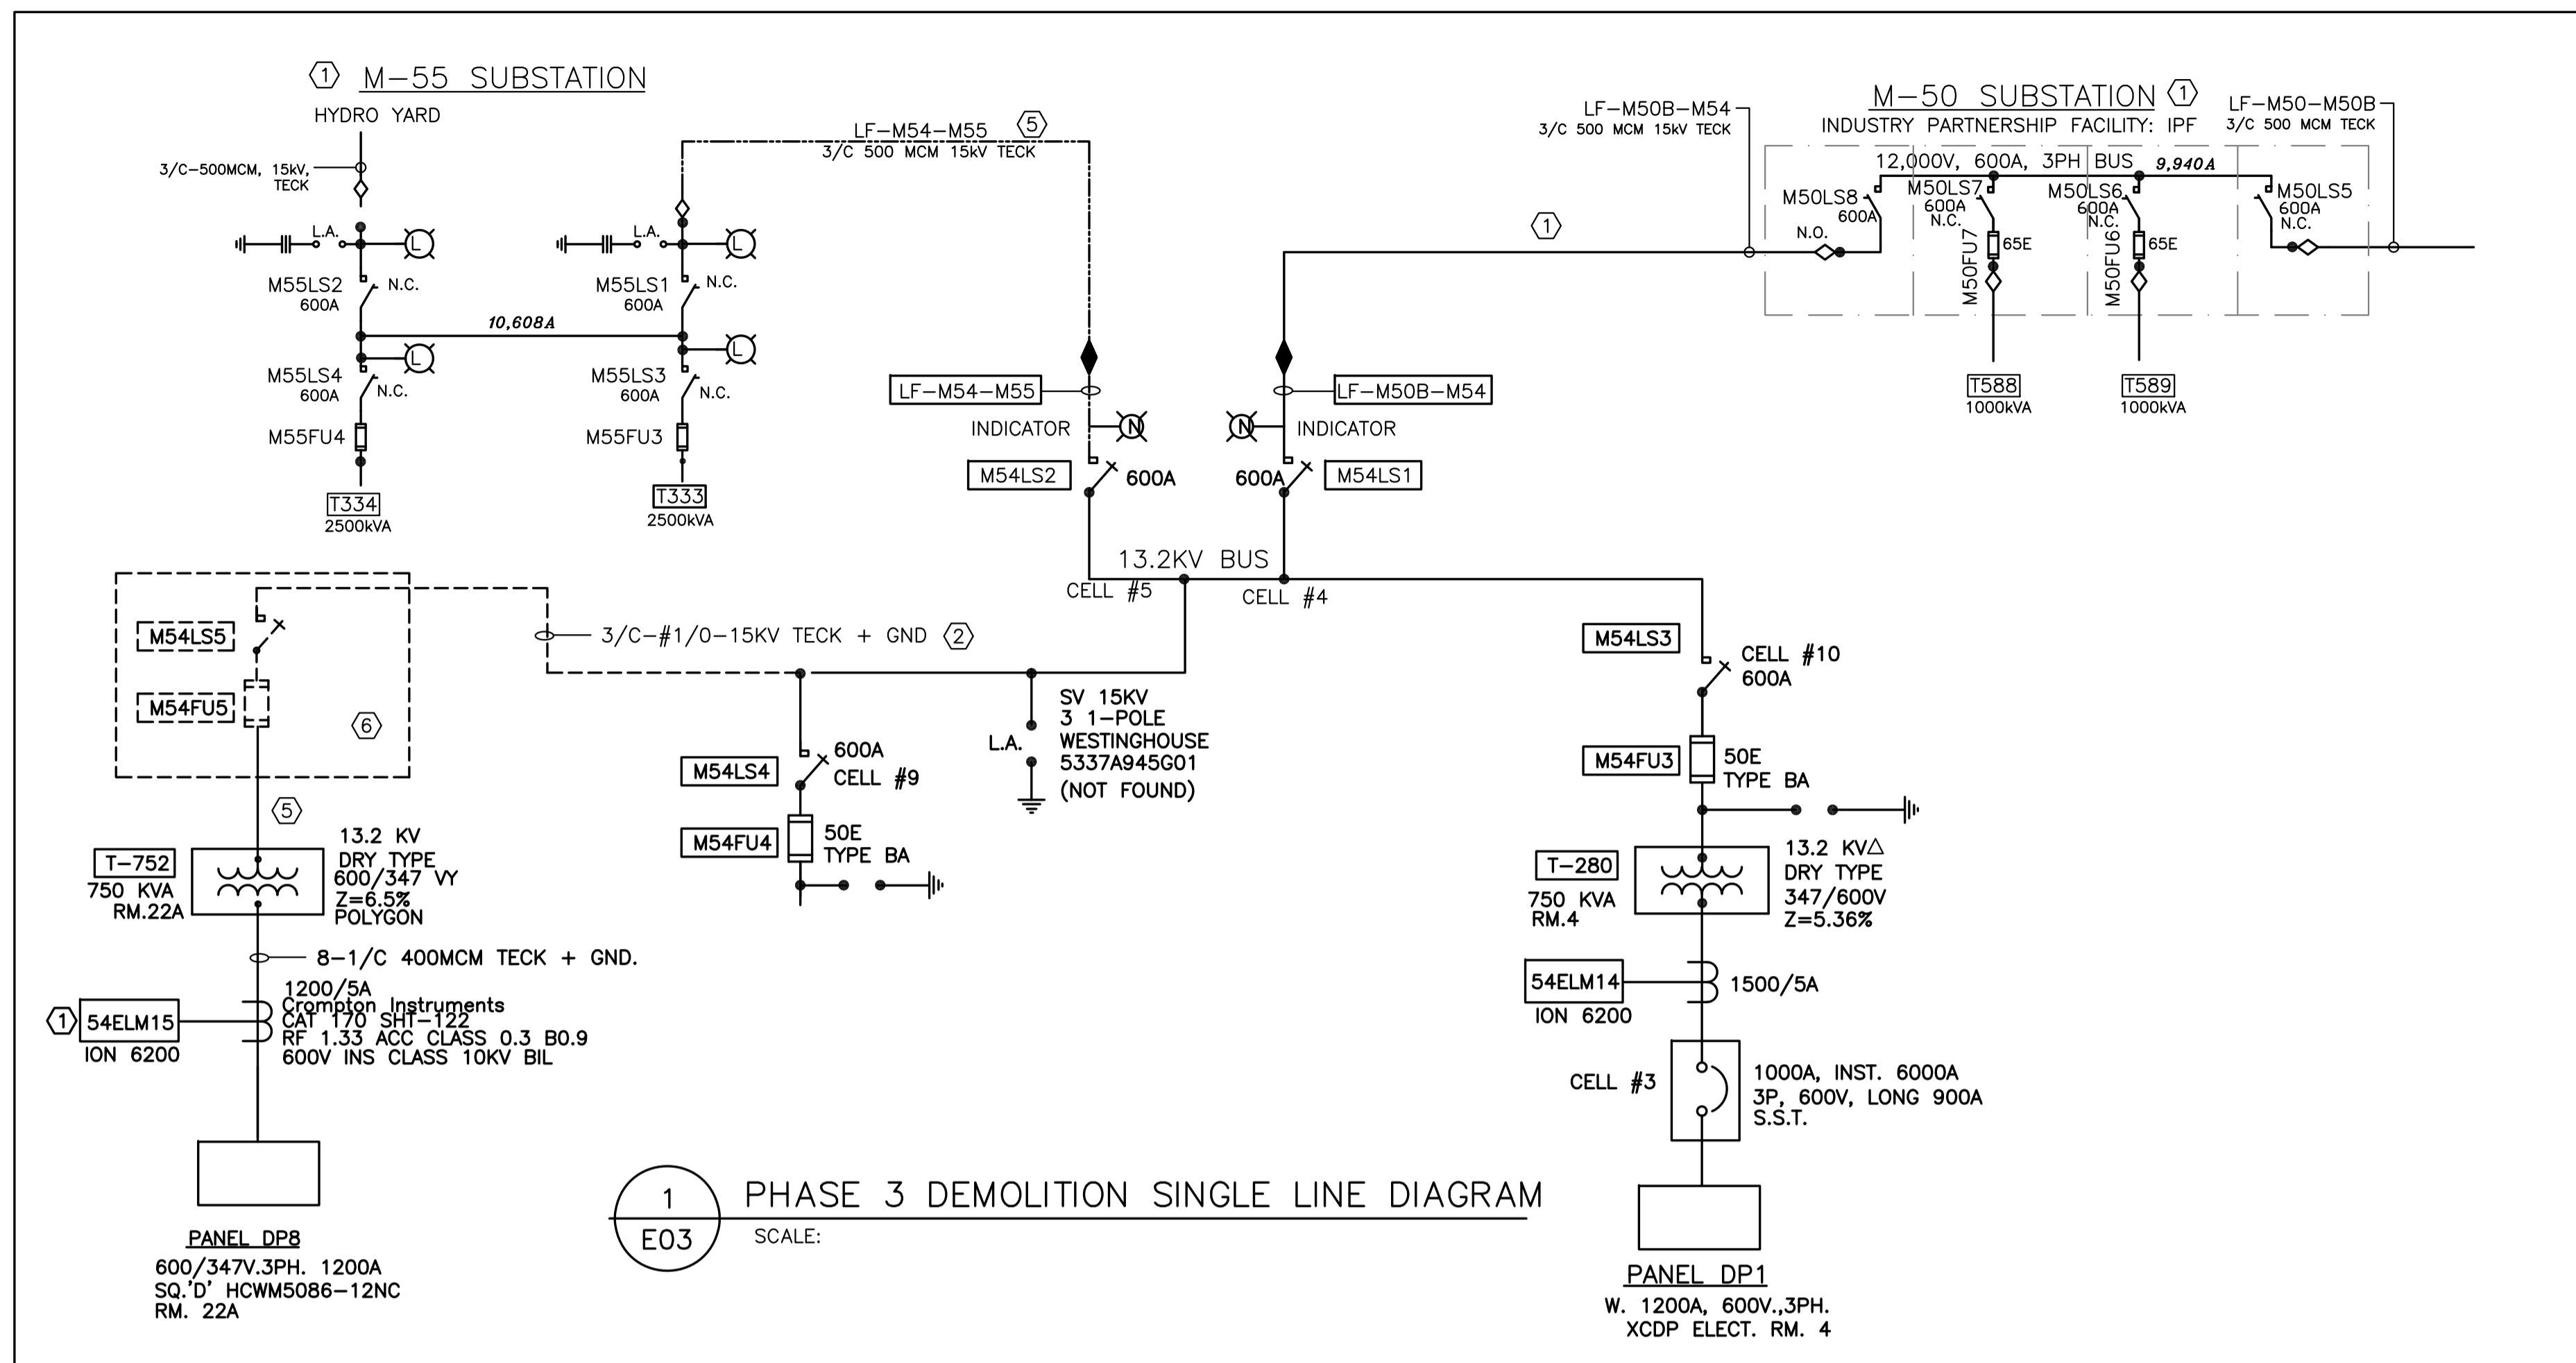 1 M-55 SUBSTATION
HYDRO YARD
3/C-500MCM, 15kV,
TECK
L.A.
L
M55LS2
600A
N.C.
10,608A
L
M55LS4
600A
N.C.
M55FU4
T334
2500kVA
LF-M54-M55 5
3/C 500 MCM 15kV TECK
L.A.
L
M55LS1
600A
N.C.
L
M55LS3
600A
N.C.
M55FU3
T333
2500kVA
LF-M50B-M54
3/C 500 MCM 15kV TECK
M-50 SUBSTATION 1
INDUSTRY PARTNERSHIP FACILITY: IPF
LF-M50-M50B
3/C 500 MCM TECK
12,000V, 600A, 3PH BUS 9,940A
M50LS8
600A
N.O.
M50LS7
600A
N.C.
M50FU7
65E
M50LS6
600A
N.C.
M50FU6
65E
M50LS5
600A
N.C.
T588
1000kVA
T589
1000kVA
1
LF-M54-M55
INDICATOR
N
M54LS2
600A
LF-M50B-M54
N
INDICATOR
600A
M54LS1
13.2KV BUS
CELL #5
CELL #4
M54LS5
M54FU5
6
3/C-#1/0-15KV TECK + GND 2
5
T-752
750 KVA
RM.22A
13.2 KV
DRY TYPE
600/347 VY
Z=6.5%
POLYGON
8-1/C 400MCM TECK + GND.
1200/5A
Crompton Instruments
CAT 170 SHT-122
RF 1.33 ACC CLASS 0.3 B0.9
600V INS CLASS 10KV BIL
1 54ELM15
ION 6200
PANEL DP8
600/347V.3PH. 1200A
SQ.'D' HCWM5086-12NC
RM. 22A
M54LS4
600A
CELL #9
M54FU4
50E
TYPE BA
L.A.
SV 15KV
3 1-POLE
WESTINGHOUSE
5337A945G01
(NOT FOUND)
M54LS3
CELL #10
600A
M54FU3
50E
TYPE BA
T-280
750 KVA
RM.4
13.2 KV△
DRY TYPE
347/600V
Z=5.36%
54ELM14
ION 6200
1500/5A
CELL #3
1000A, INST. 6000A
3P, 600V, LONG 900A
S.S.T.
PANEL DP1
W. 1200A, 600V.,3PH.
XCDP ELECT. RM. 4
1
E03
PHASE 3 DEMOLITION SINGLE LINE DIAGRAM
SCALE: